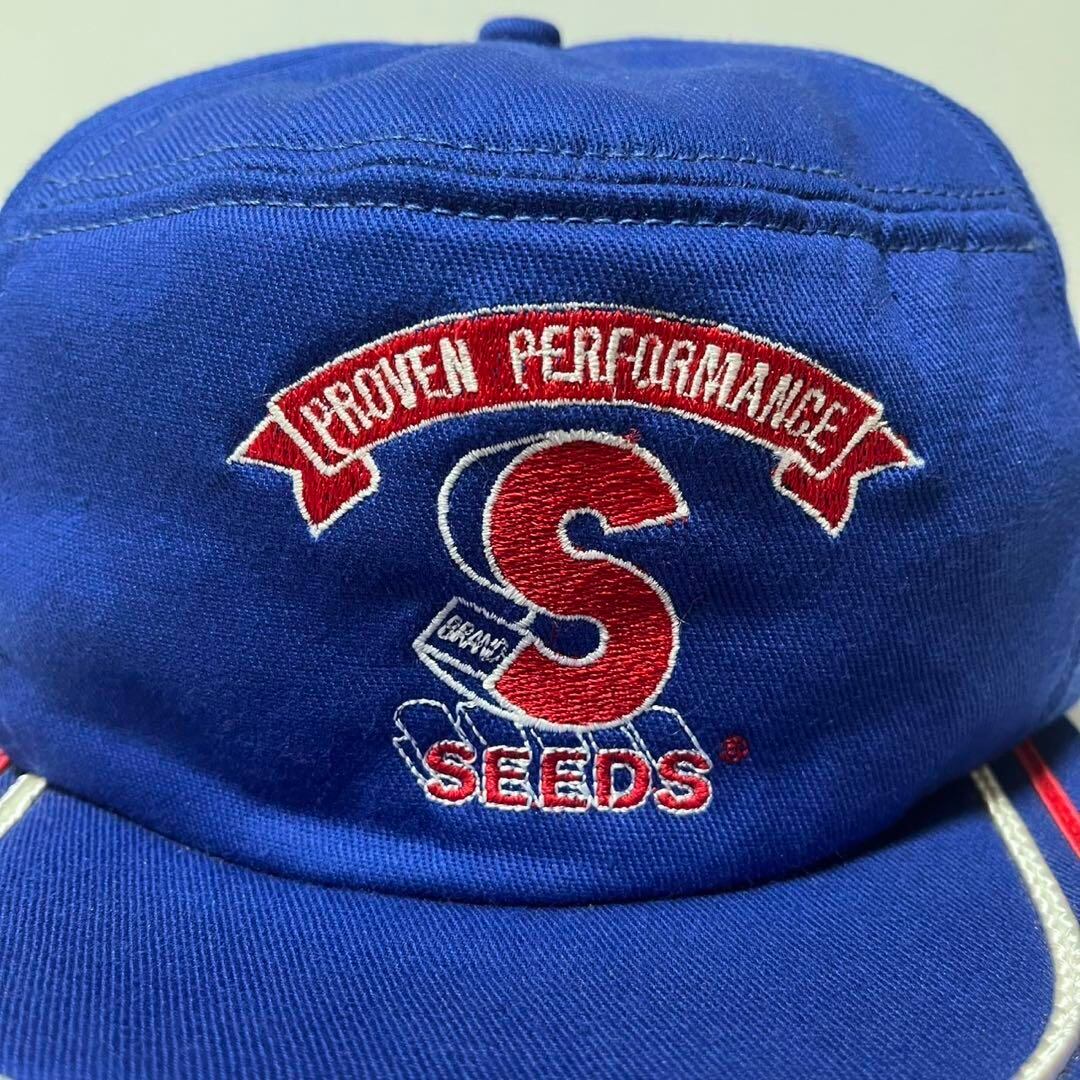 PROVEN PERFORMANCE
S
BRAND
SEEDS®